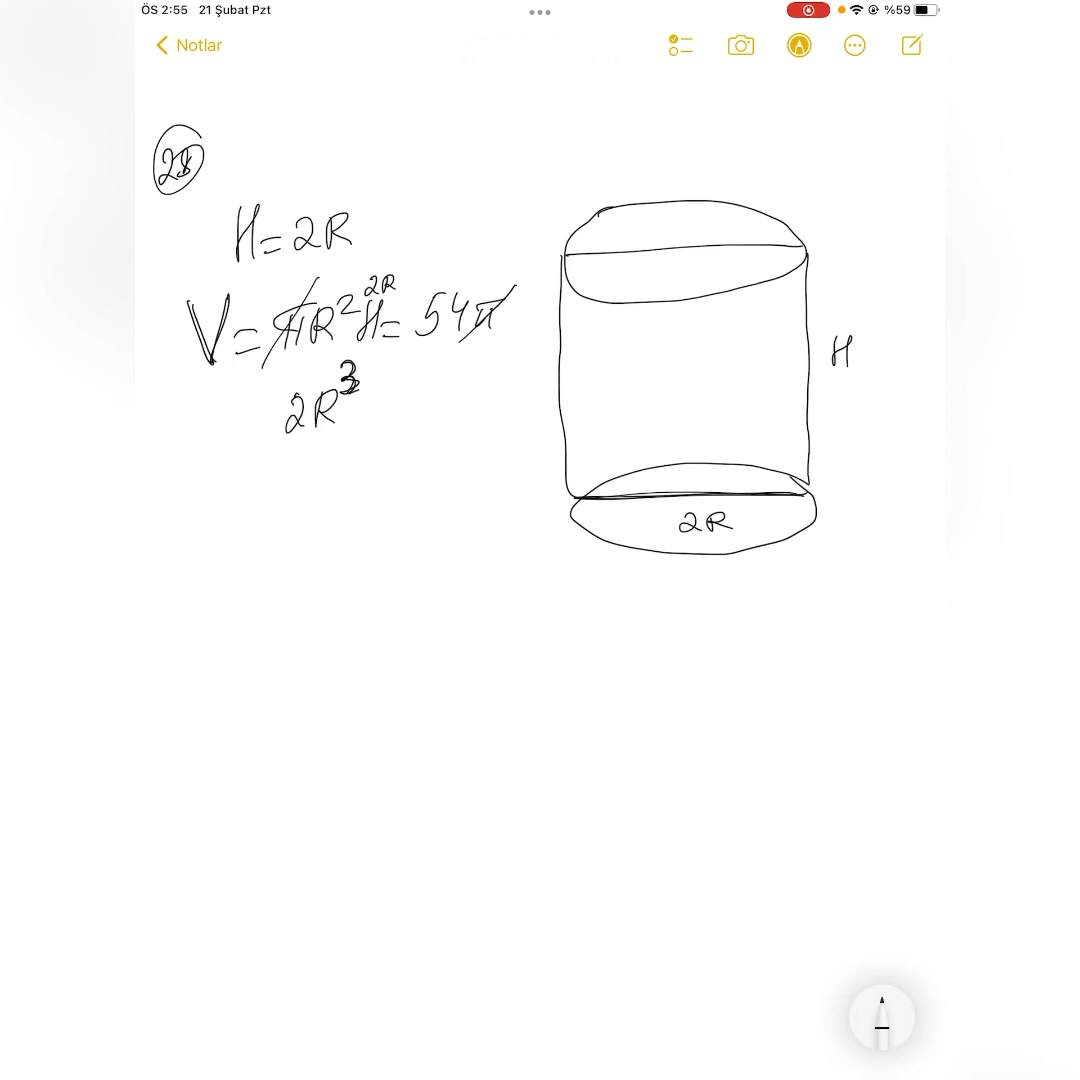 ÖS 2:55 21 Şubat Pzt
%59
Notlar
28
H=2R
2R
V=πR²H=54π
2R³
H
2R